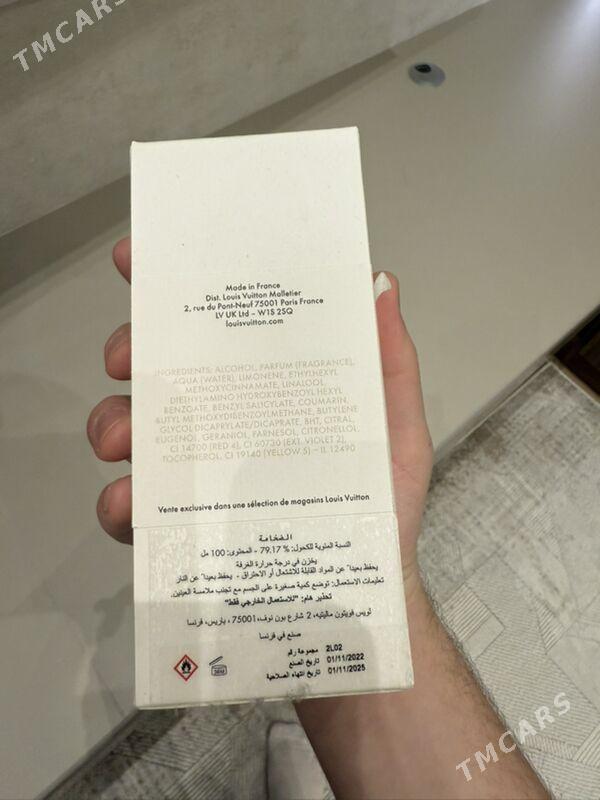 TMCARS
Made in France
Dist. Louis Vuitton Malletier
2, rue du Pont-Neuf 75001 Paris France
LV UK Ltd – W1S 2SQ
louisvuitton.com
INGREDIENTS: ALCOHOL, PARFUM (FRAGRANCE),
AQUA (WATER), LIMONENE, ETHYLHEXYL
METHOXYCINNAMATE, LINALOOL,
DIETHYLAMINO HYDROXYBENZOYL HEXYL
BENZOATE, BENZYL SALICYLATE, COUMARIN,
BUTYL METHOXYDIBENZOYLMETHANE, BUTYLENE
GLYCOL DICAPRYLATE/DICAPRATE, BHT, CITRAL,
EUGENOL, GERANIOL, FARNESOL, CITRONELLOL,
CI 14700 (RED 4), CI 60730 (EXT. VIOLET 2),
TOCOPHEROL, CI 19140 (YELLOW 5) – IL 12490
Vente exclusive dans une sélection de magasins Louis Vuitton
النسبة المئوية للكحول: % 79.17 - المحتوى: 100 مل
يخزن في درجة حرارة الغرفة
يحفظ بعيداً عن المواد القابلة للاشتعال أو الاحتراق - يحفظ بعيداً عن النار
تعليمات الاستعمال: توضع كمية صغيرة على الجسم مع تجنب ملامسة العينين.
تحذير هام: "للاستعمال الخارجي فقط"
لويس فويتون مالتييه، 2 شارع بون نوف، 75001، باريس، فرنسا
صنع في فرنسا
مجموعة رقم 2L02
تاريخ الصنع 01/11/2022
تاريخ انتهاء الصلاحية 01/11/2025
TMCARS